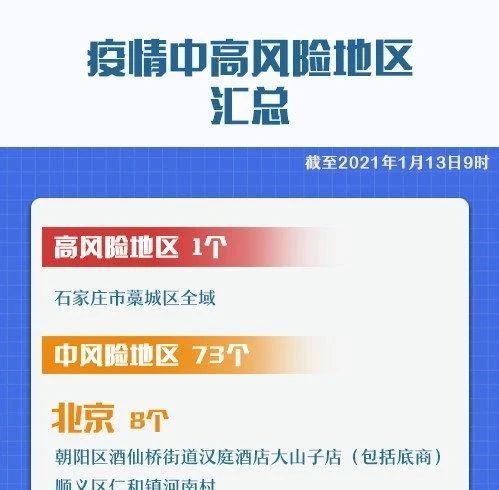 疫情中高风险地区
汇总
截至2021年1月13日9时
高风险地区 1个
石家庄市藁城区全域
中风险地区 73个
北京 8个
朝阳区酒仙桥街道汉庭酒店大山子店（包括底商）
顺义区仁和镇河南村